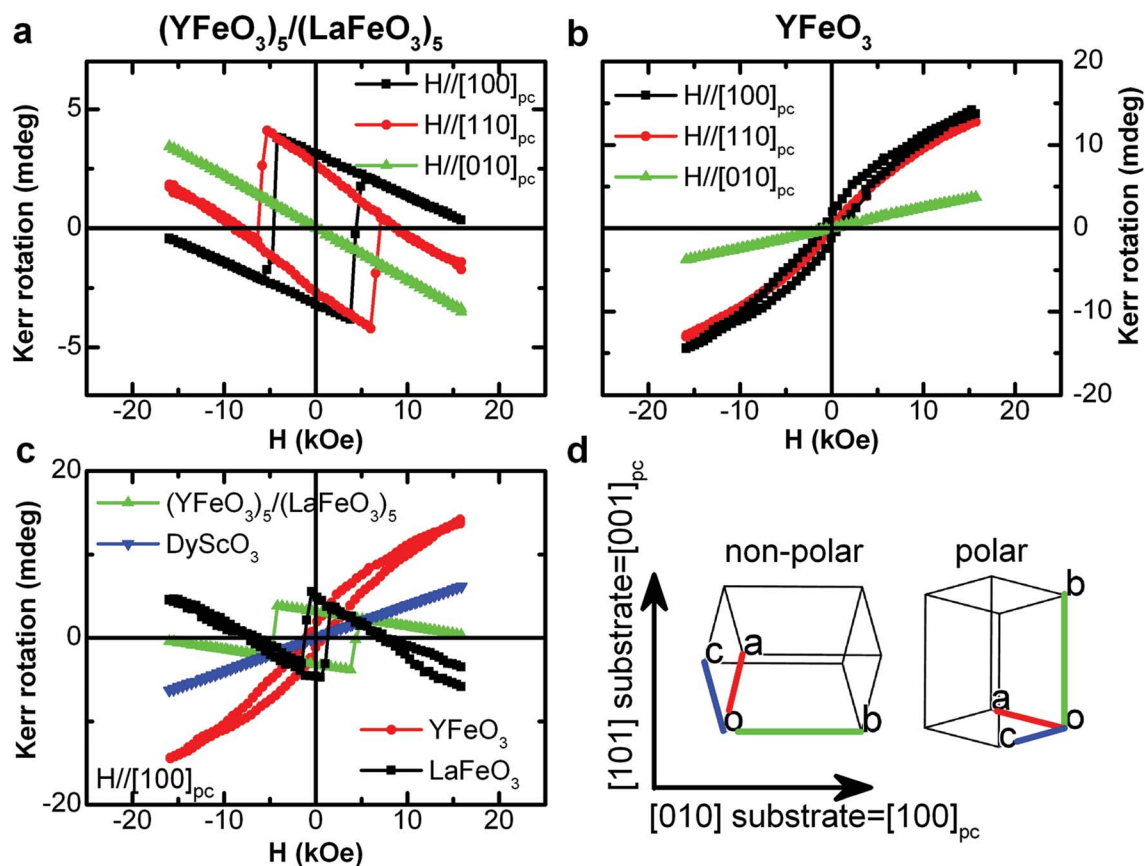 a
(YFeO3)5/(LaFeO3)5
H//[100]pc
H//[110]pc
H//[010]pc
5
0
-5
Kerr rotation (mdeg)
-20 -10 0 10 20
H (kOe)
b
YFeO3
H//[100]pc
H//[110]pc
H//[010]pc
20
10
0
-10
-20
Kerr rotation (mdeg)
-20 -10 0 10 20
H (kOe)
c
(YFeO3)5/(LaFeO3)5
DyScO3
YFeO3
LaFeO3
H//[100]pc
20
0
-20
Kerr rotation (mdeg)
-20 -10 0 10 20
H (kOe)
d
non-polar
polar
c a
o b
b
a
c o
[101] substrate=[001]pc
[010] substrate=[100]pc